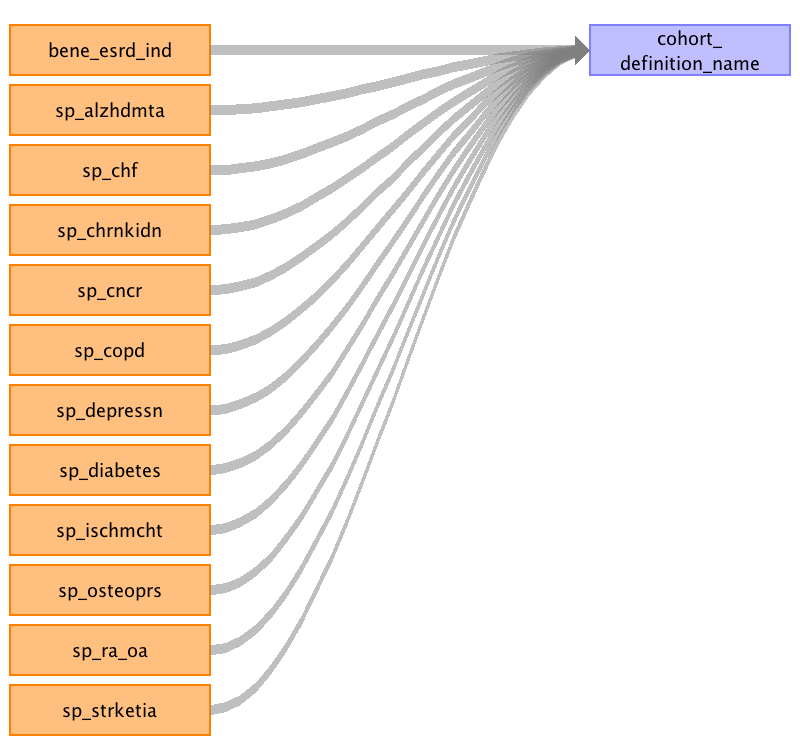 bene_esrd_ind
sp_alzhdmta
sp_chf
sp_chrnkidn
sp_cncr
sp_copd
sp_depressn
sp_diabetes
sp_ischmcht
sp_osteoprs
sp_ra_oa
sp_strketia
cohort_
definition_name